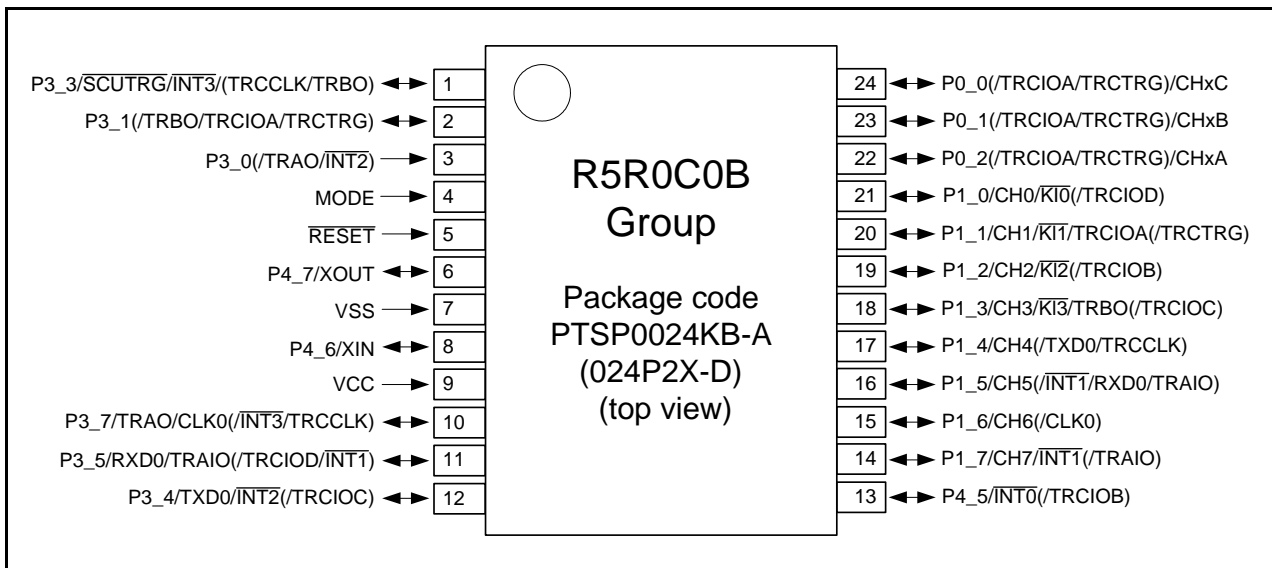 P3_3/SCUTRG/INT3/(TRCCLK/TRBO) 1
P3_1(/TRBO/TRCIOA/TRCTRG) 2
P3_0(/TRAO/INT2) 3
MODE 4
RESET 5
P4_7/XOUT 6
VSS 7
P4_6/XIN 8
VCC 9
P3_7/TRAO/CLK0(/INT3/TRCCLK) 10
P3_5/RXD0/TRAIO(/TRCIOD/INT1) 11
P3_4/TXD0/INT2(/TRCIOC) 12
R5R0C0B
Group
Package code
PTSP0024KB-A
(024P2X-D)
(top view)
24 P0_0(/TRCIOA/TRCTRG)/CHxC
23 P0_1(/TRCIOA/TRCTRG)/CHxB
22 P0_2(/TRCIOA/TRCTRG)/CHxA
21 P1_0/CH0/KI0(/TRCIOD)
20 P1_1/CH1/KI1/TRCIOA(/TRCTRG)
19 P1_2/CH2/KI2(/TRCIOB)
18 P1_3/CH3/KI3/TRBO(/TRCIOC)
17 P1_4/CH4(/TXD0/TRCCLK)
16 P1_5/CH5(/INT1/RXD0/TRAIO)
15 P1_6/CH6(/CLK0)
14 P1_7/CH7/INT1(/TRAIO)
13 P4_5/INT0(/TRCIOB)